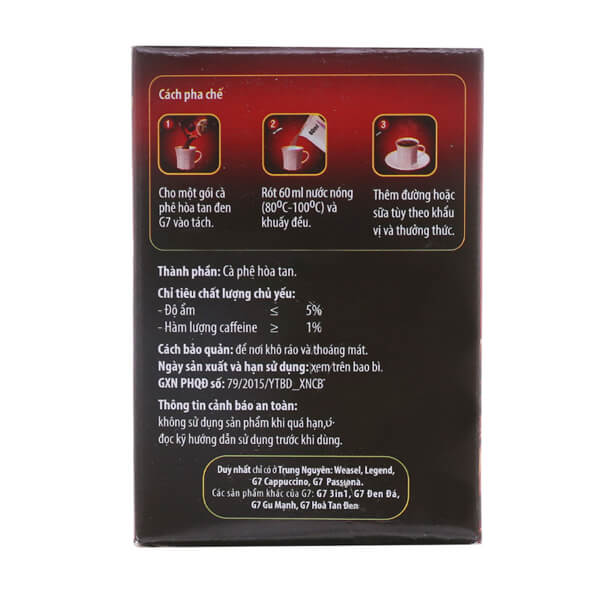 Cách pha chế
1 2 3
60ml
Cho một gói cà
phê hòa tan đen
G7 vào tách.
Rót 60 ml nước nóng
(80ºC-100ºC) và
khuấy đều.
Thêm đường hoặc
sữa tùy theo khẩu
vị và thưởng thức.
Thành phần: Cà phê hòa tan.
Chỉ tiêu chất lượng chủ yếu:
- Độ ẩm ≤ 5%
- Hàm lượng caffeine ≥ 1%
Cách bảo quản: để nơi khô ráo và thoáng mát.
Ngày sản xuất và hạn sử dụng: xem trên bao bì.
GXN PHQĐ số: 79/2015/YTBD_XNCB
Thông tin cảnh báo an toàn:
không sử dụng sản phẩm khi quá hạn,
đọc kỹ hướng dẫn sử dụng trước khi dùng.
Duy nhất chỉ có ở Trung Nguyên: Weasel, Legend,
G7 Cappuccino, G7 Passiona.
Các sản phẩm khác của G7: G7 3in1, G7 Đen Đá,
G7 Gu Mạnh, G7 Hoà Tan Đen